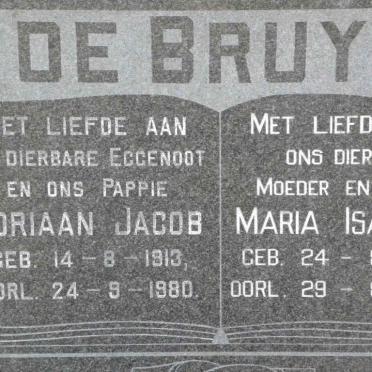 DE BRUY
ET LIEFDE AAN
DIERBARE EGGENOOT
EN ONS PAPPIE
DRIAAN JACOB
GEB. 14-8-1913,
ORL. 24-9-1980.
MET LIEFD
ONS DIER
MOEDER EN
MARIA ISA
GEB. 24-
OORL. 29-